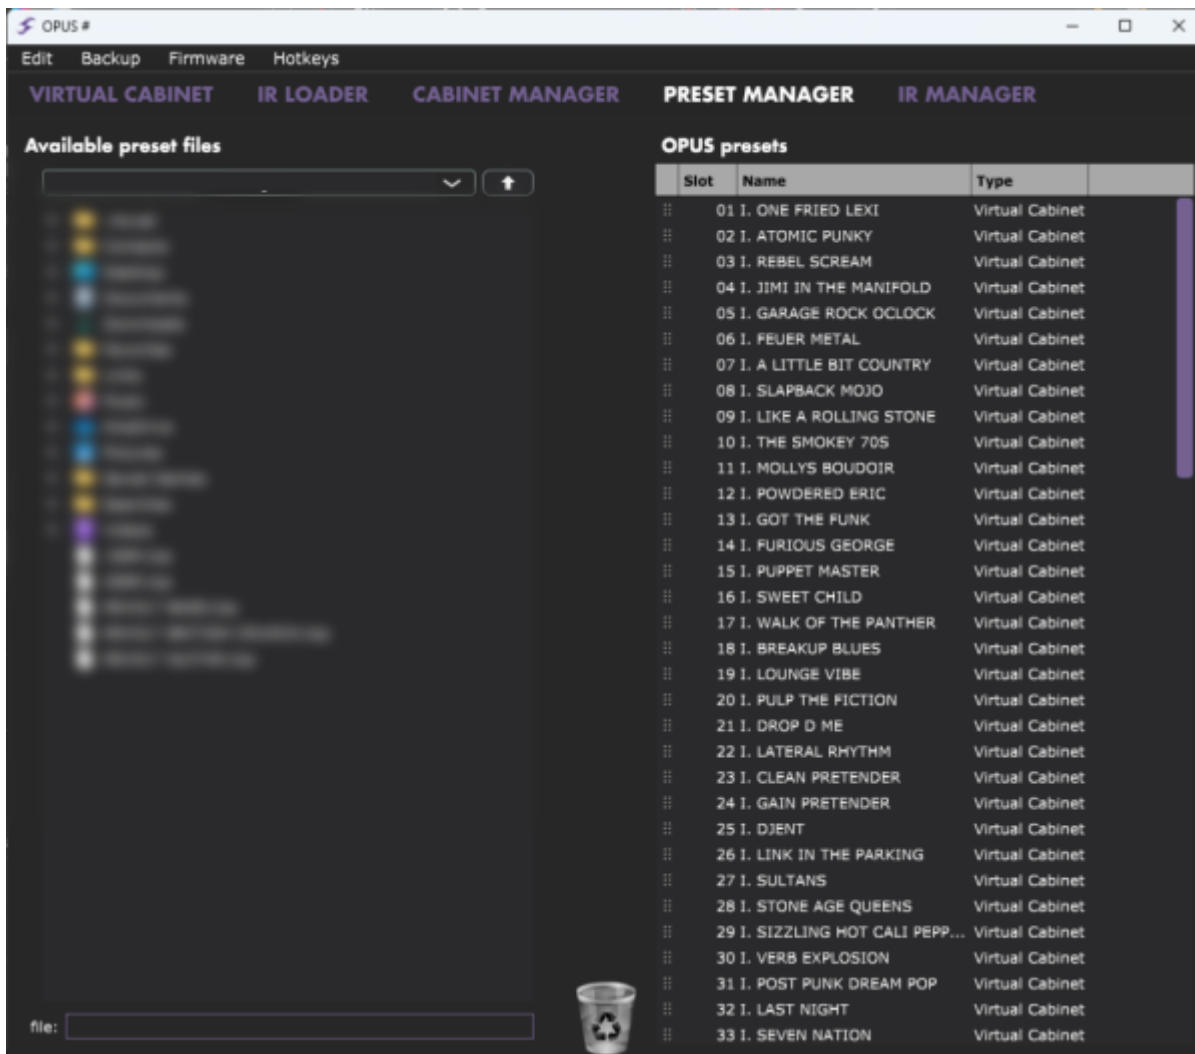 OPUS #
Edit Backup Firmware Hotkeys
VIRTUAL CABINET IR LOADER CABINET MANAGER PRESET MANAGER IR MANAGER
Available preset files
OPUS presets
Slot Name Type
01 I. ONE FRIED LEXI Virtual Cabinet
02 I. ATOMIC PUNKY Virtual Cabinet
03 I. REBEL SCREAM Virtual Cabinet
04 I. JIMI IN THE MANIFOLD Virtual Cabinet
05 I. GARAGE ROCK OCLOCK Virtual Cabinet
06 I. FEUER METAL Virtual Cabinet
07 I. A LITTLE BIT COUNTRY Virtual Cabinet
08 I. SLAPBACK MOJO Virtual Cabinet
09 I. LIKE A ROLLING STONE Virtual Cabinet
10 I. THE SMOKEY 70S Virtual Cabinet
11 I. MOLLYS BOUDOIR Virtual Cabinet
12 I. POWDERED ERIC Virtual Cabinet
13 I. GOT THE FUNK Virtual Cabinet
14 I. FURIOUS GEORGE Virtual Cabinet
15 I. PUPPET MASTER Virtual Cabinet
16 I. SWEET CHILD Virtual Cabinet
17 I. WALK OF THE PANTHER Virtual Cabinet
18 I. BREAKUP BLUES Virtual Cabinet
19 I. LOUNGE VIBE Virtual Cabinet
20 I. PULP THE FICTION Virtual Cabinet
21 I. DROP D ME Virtual Cabinet
22 I. LATERAL RHYTHM Virtual Cabinet
23 I. CLEAN PRETENDER Virtual Cabinet
24 I. GAIN PRETENDER Virtual Cabinet
25 I. DJENT Virtual Cabinet
26 I. LINK IN THE PARKING Virtual Cabinet
27 I. SULTANS Virtual Cabinet
28 I. STONE AGE QUEENS Virtual Cabinet
29 I. SIZZLING HOT CALI PEPP... Virtual Cabinet
30 I. VERB EXPLOSION Virtual Cabinet
31 I. POST PUNK DREAM POP Virtual Cabinet
32 I. LAST NIGHT Virtual Cabinet
33 I. SEVEN NATION Virtual Cabinet
file: